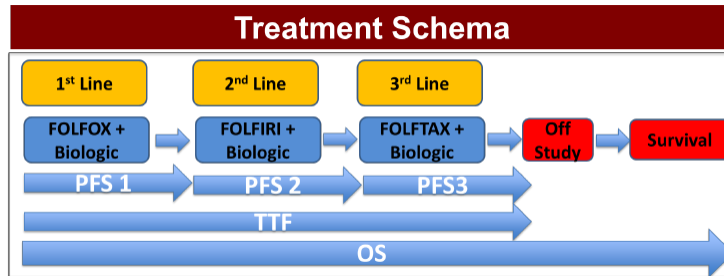 Treatment Schema
1st Line
2nd Line
3rd Line
FOLFOX +
Biologic
FOLFIRI +
Biologic
FOLFTAX +
Biologic
Off
Study
Survival
PFS 1
PFS 2
PFS3
TTF
OS